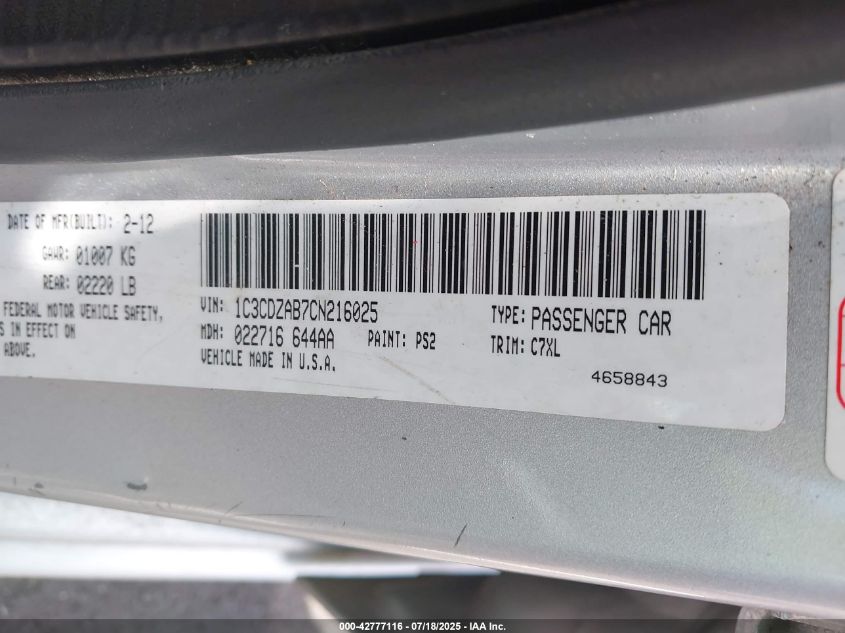 DATE OF MFR(BUILT): 2-12
GAWR: 01007 KG
REAR: 02220 LB
FEDERAL MOTOR VEHICLE SAFETY,
S IN EFFECT ON
ABOVE.
VIN: 1C3CDZAB7CN216025
TYPE: PASSENGER CAR
MDH: 022716 644AA
PAINT: PS2
TRIM: C7XL
VEHICLE MADE IN U.S.A.
4658843
000-42777116 - 07/18/2025 - IAA Inc.